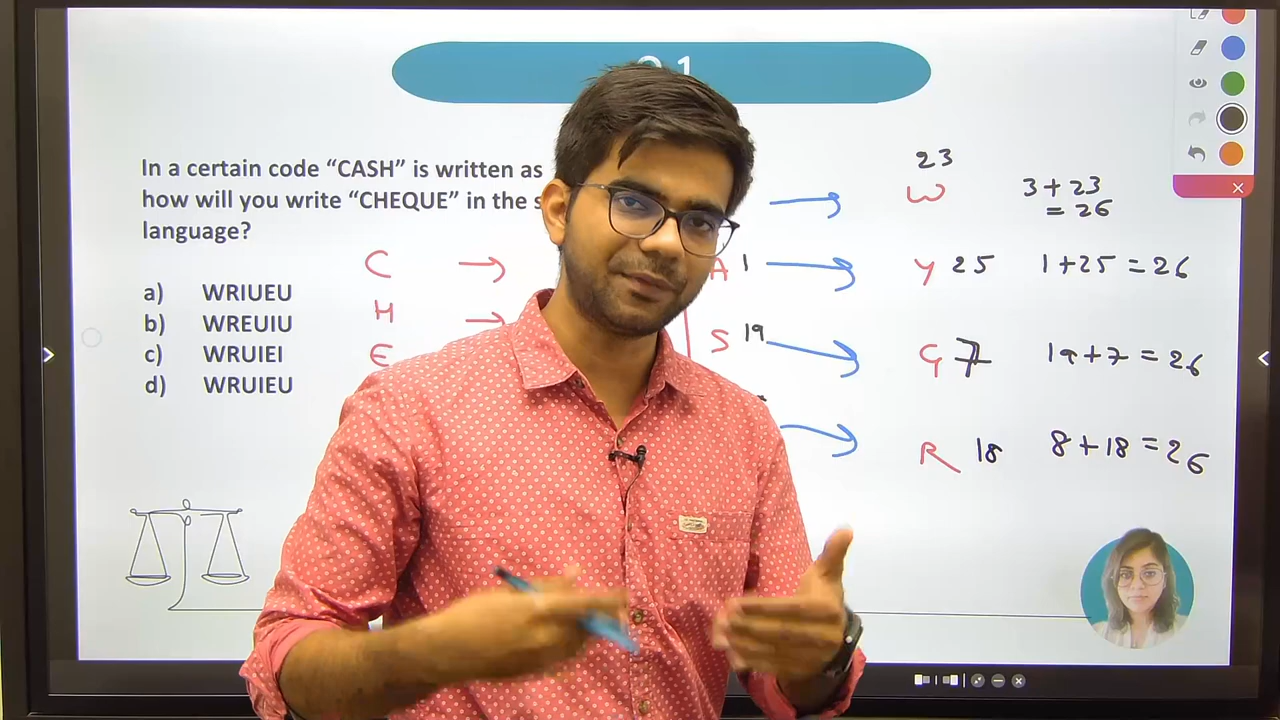 Q.1
In a certain code “CASH” is written as
how will you write “CHEQUE” in the s
language?
a) WRIUEU
b) WREUIU
c) WRUIEI
d) WRUIEU
C
H
E
23
W
3 + 23
= 26
A 1
Y 25
1 + 25 = 26
S 19
G 7
19 + 7 = 26
R 18
8 + 18 = 26